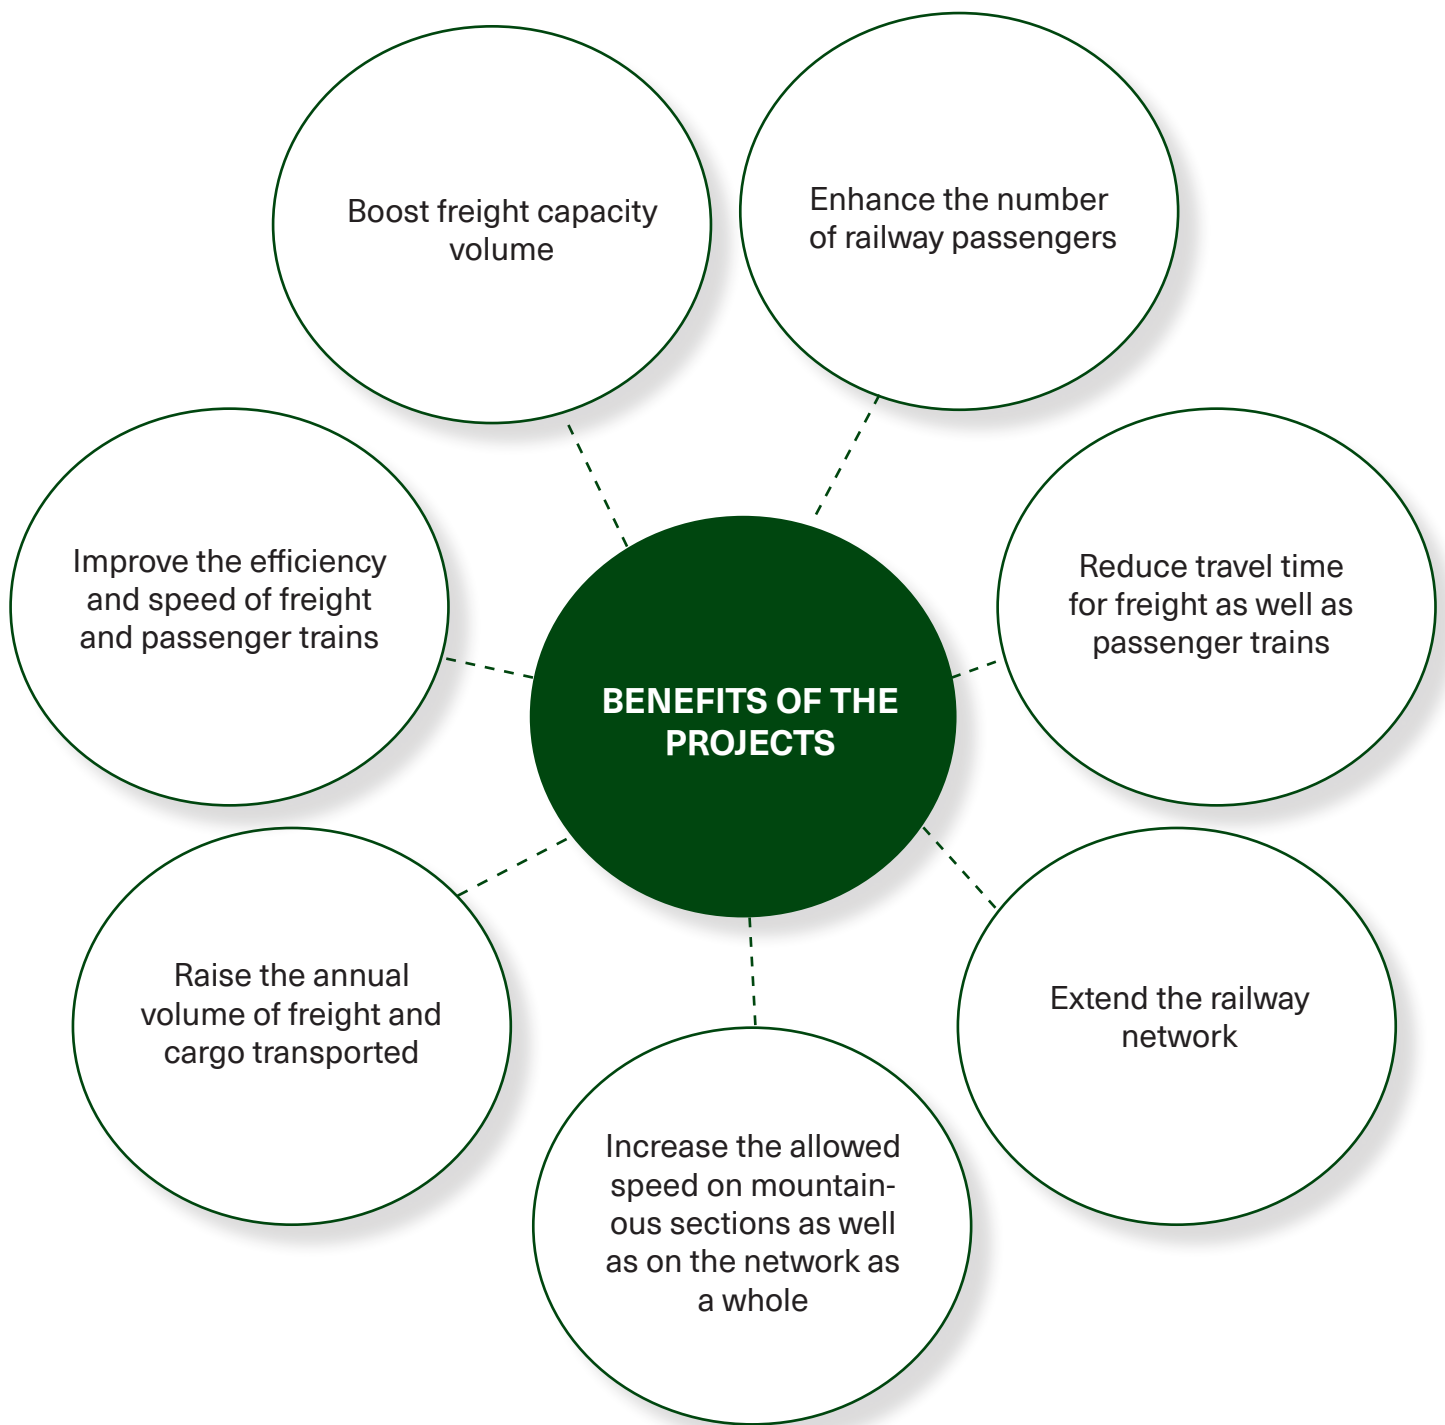 Boost freight capacity
volume
Enhance the number
of railway passengers
Improve the efficiency
and speed of freight
and passenger trains
Reduce travel time
for freight as well as
passenger trains
BENEFITS OF THE
PROJECTS
Raise the annual
volume of freight and
cargo transported
Extend the railway
network
Increase the allowed
speed on mountain-
ous sections as well
as on the network as
a whole